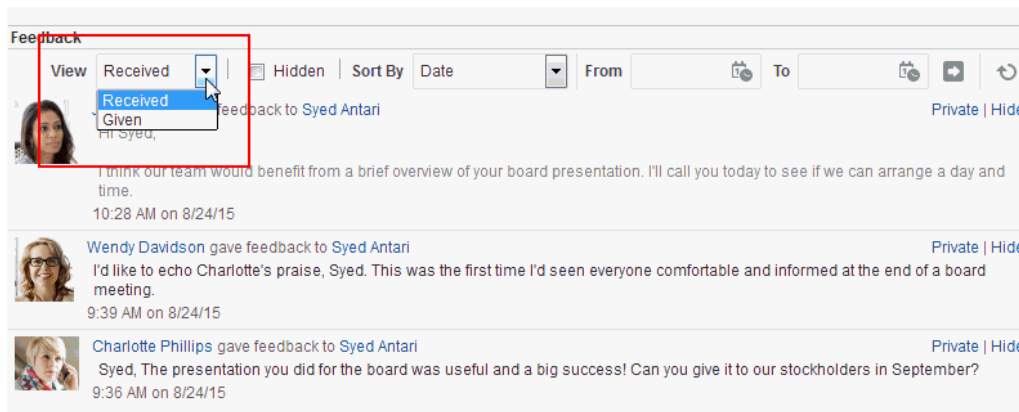 Feedback
View Received Hidden Sort By Date From To
Received
Given
feedback to Syed Antari Private | Hide
Hi Syed,
I think our team would benefit from a brief overview of your board presentation. I'll call you today to see if we can arrange a day and
time.
10:28 AM on 8/24/15
Wendy Davidson gave feedback to Syed Antari Private | Hide
I'd like to echo Charlotte's praise, Syed. This was the first time I'd seen everyone comfortable and informed at the end of a board
meeting.
9:39 AM on 8/24/15
Charlotte Phillips gave feedback to Syed Antari Private | Hide
Syed, The presentation you did for the board was useful and a big success! Can you give it to our stockholders in September?
9:36 AM on 8/24/15